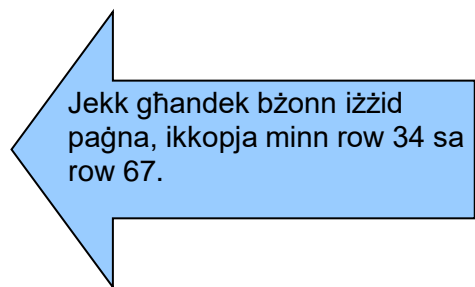 Jekk għandek bżonn iżżid
paġna, ikkopja minn row 34 sa
row 67.